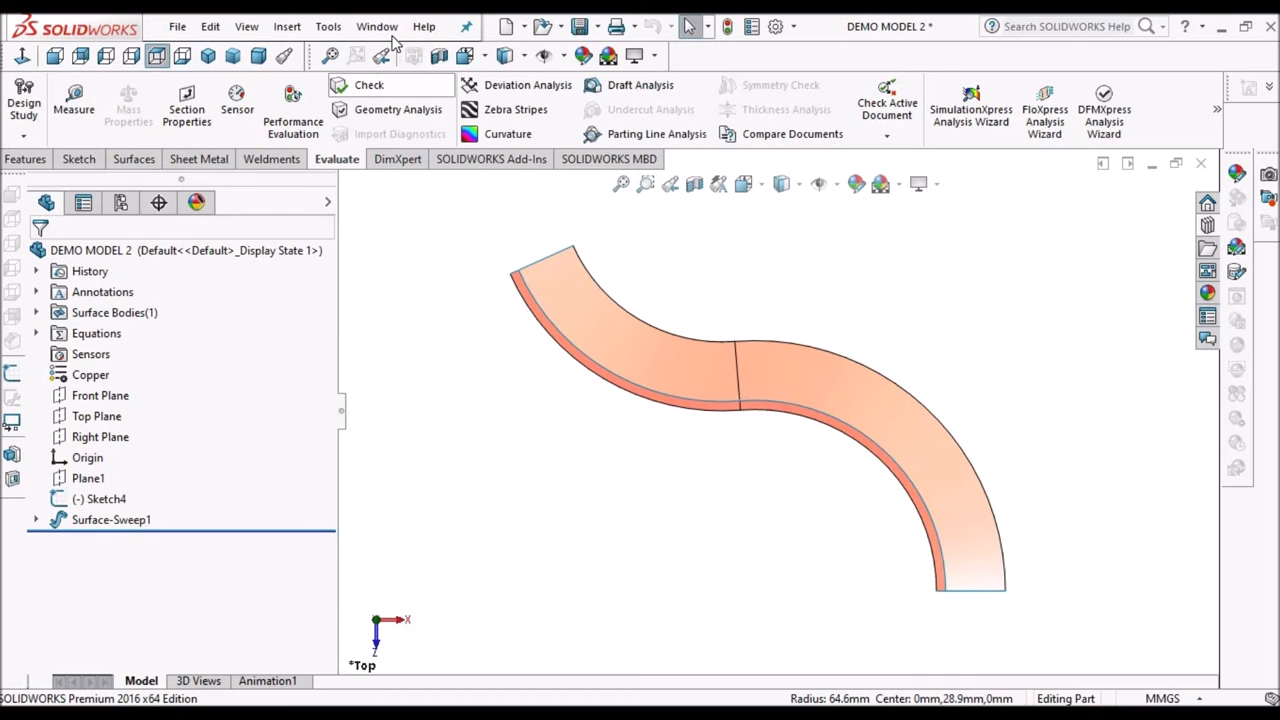 SOLIDWORKS File Edit View Insert Tools Window Help DEMO MODEL 2 * Search SOLIDWORKS Help ?
Design Study
Measure
Mass Properties
Section Properties
Sensor
Performance Evaluation
Check
Geometry Analysis
Import Diagnostics
Deviation Analysis
Zebra Stripes
Curvature
Draft Analysis
Undercut Analysis
Parting Line Analysis
Symmetry Check
Thickness Analysis
Compare Documents
Check Active Document
SimulationXpress Analysis Wizard
FloXpress Analysis Wizard
DFMXpress Analysis Wizard
Features Sketch Surfaces Sheet Metal Weldments Evaluate DimXpert SOLIDWORKS Add-Ins SOLIDWORKS MBD
DEMO MODEL 2 (Default<<Default>_Display State 1>)
History
Annotations
Surface Bodies(1)
Equations
Sensors
Copper
Front Plane
Top Plane
Right Plane
Origin
Plane1
(-) Sketch4
Surface-Sweep1
X
Z
*Top
Model 3D Views Animation1
SOLIDWORKS Premium 2016 x64 Edition Radius: 64.6mm Center: 0mm,28.9mm,0mm Editing Part MMGS